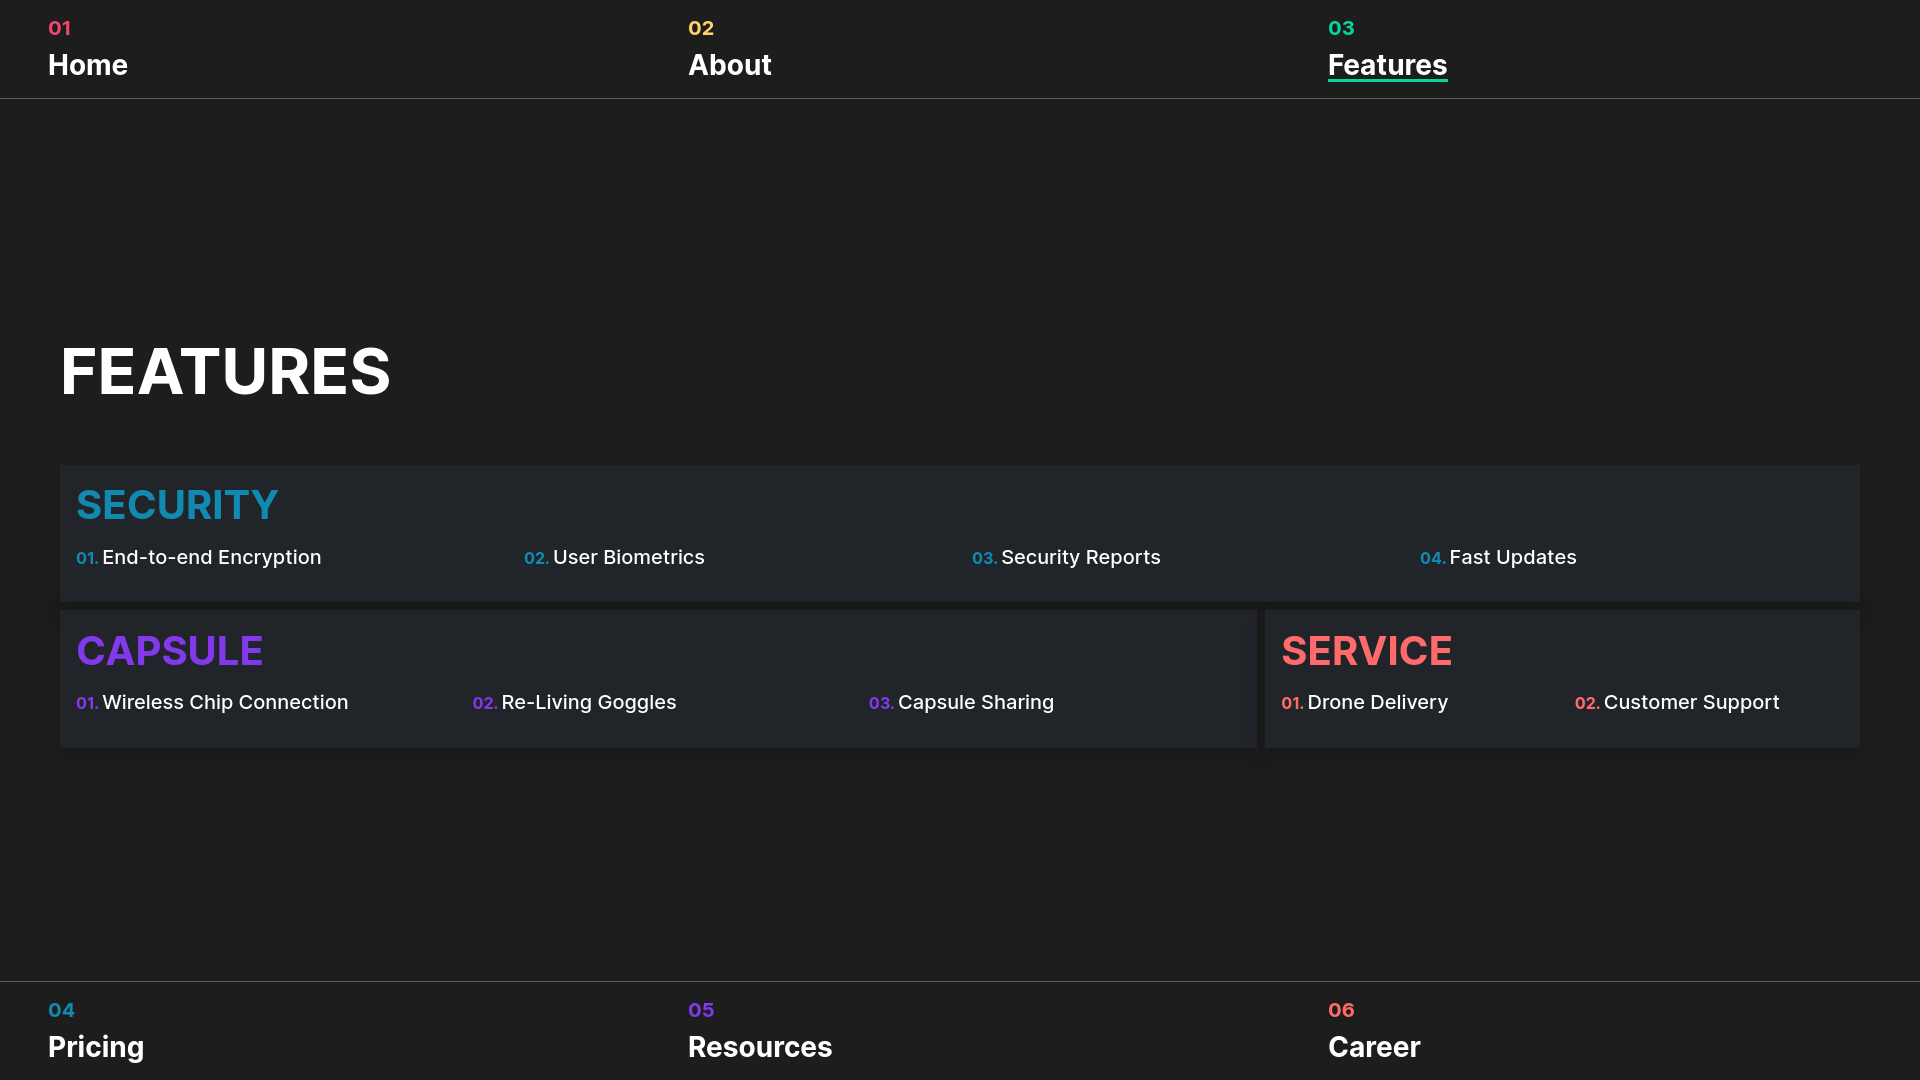 01
Home
02
About
03
Features
FEATURES
SECURITY
01. End-to-end Encryption
02. User Biometrics
03. Security Reports
04. Fast Updates
CAPSULE
01. Wireless Chip Connection
02. Re-Living Goggles
03. Capsule Sharing
SERVICE
01. Drone Delivery
02. Customer Support
04
Pricing
05
Resources
06
Career